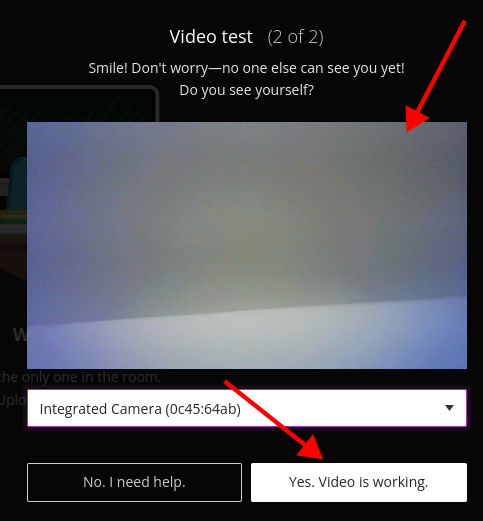 Video test (2 of 2)
Smile! Don't worry—no one else can see you yet!
Do you see yourself?
W
the only one in the room.
Uplo
Integrated Camera (0c45:64ab)
No. I need help.
Yes. Video is working.